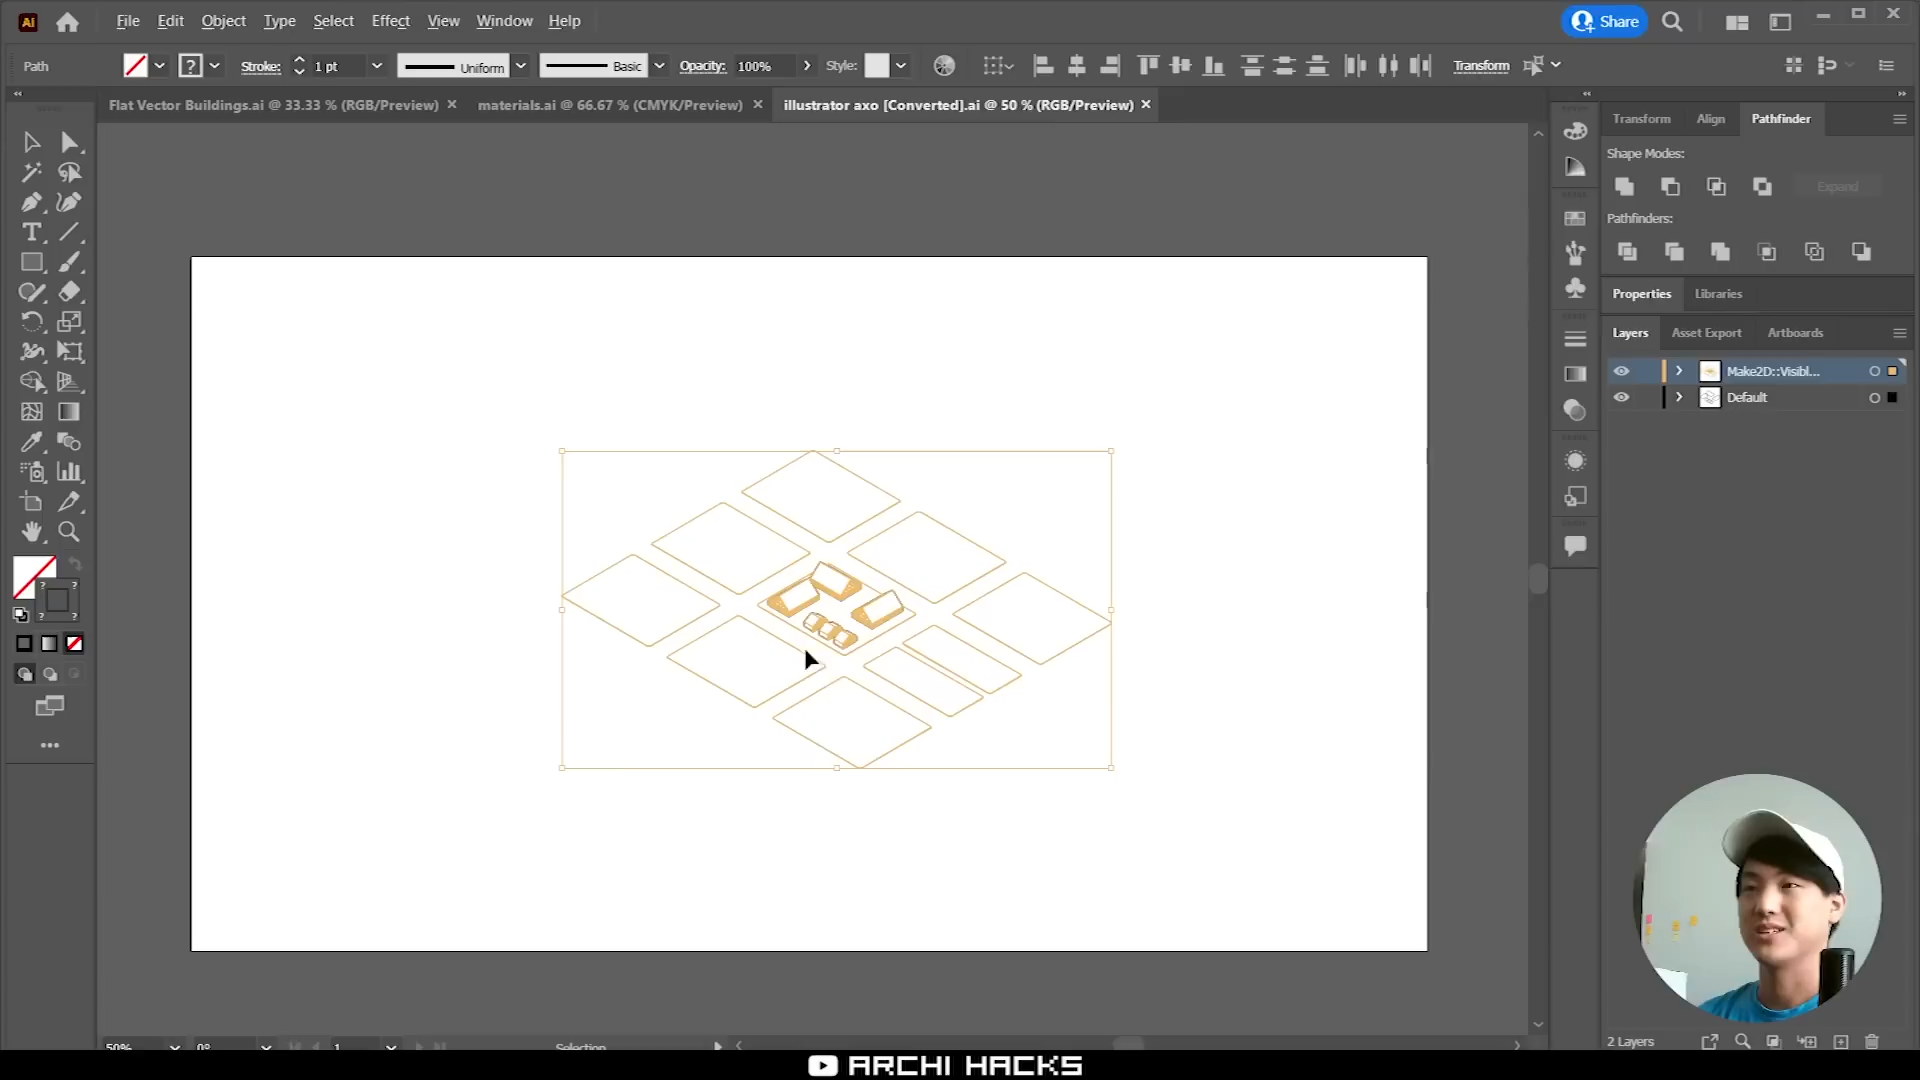 Ai File Edit Object Type Select Effect View Window Help Share
Path ? Stroke: 1 pt Uniform Basic Opacity: 100% Style: Transform
Flat Vector Buildings.ai @ 33.33 % (RGB/Preview) materials.ai @ 66.67 % (CMYK/Preview) illustrator axo [Converted].ai @ 50 % (RGB/Preview)
Transform Align Pathfinder
Shape Modes:
Expand
Pathfinders:
Properties Libraries
Layers Asset Export Artboards
Make2D::Visibl...
Default
2 Layers
50% 0° 1 Selection
ARCHI HACKS